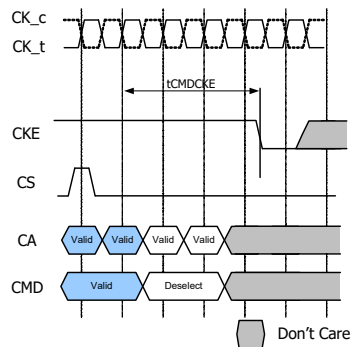 CK_c
CK_t
tCMDCKE
CKE
CS
CA Valid Valid Valid Valid
CMD Valid Deselect
Don't Care